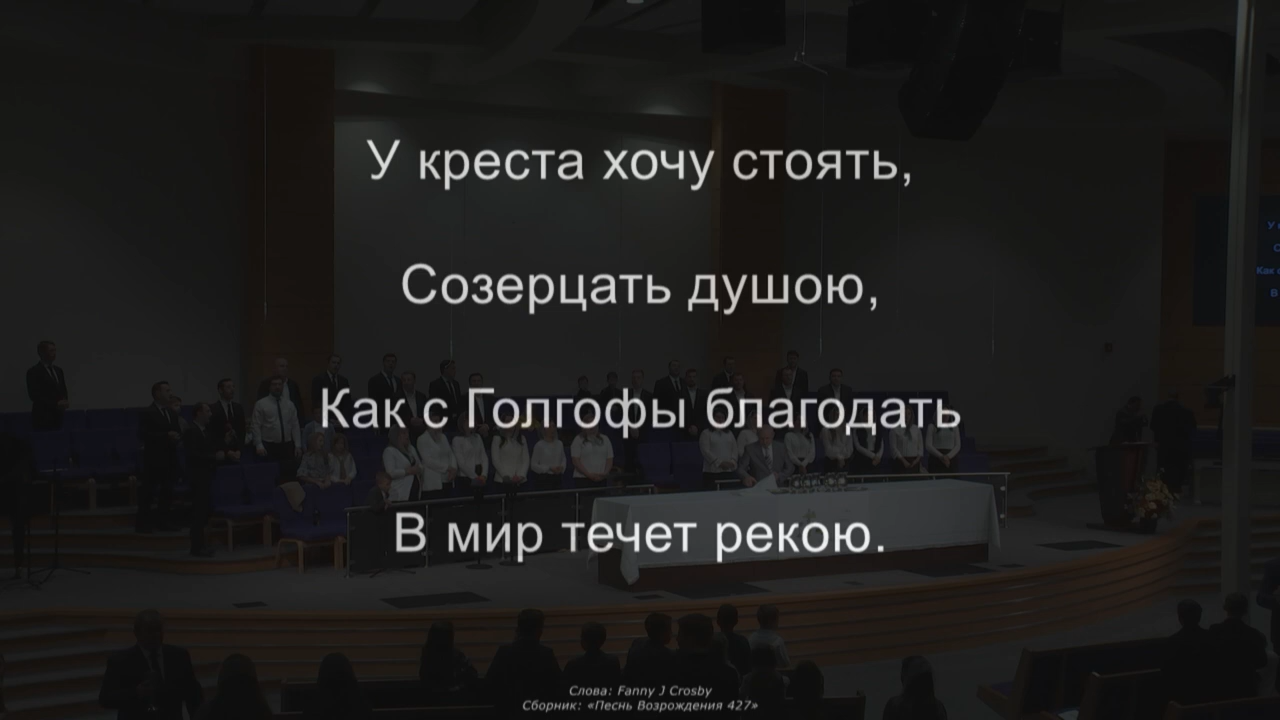 У креста хочу стоять,
Созерцать душою,
Как с Голгофы благодать
В мир течет рекою.
Слова: Fanny J Crosby
Сборник: «Песнь Возрождения 427»